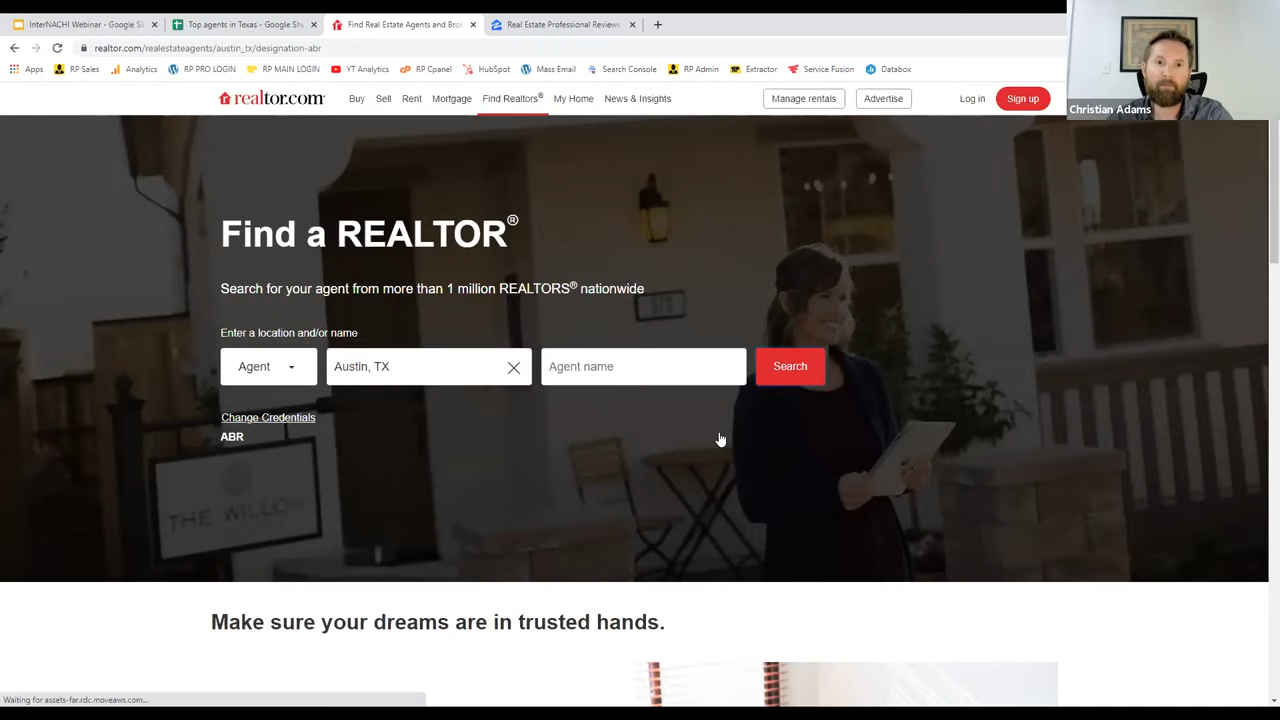 InterNACHI Webinar - Google Sli
Top agents in Texas - Google She
Find Real Estate Agents and Bro
Real Estate Professional Reviews
realtor.com/realestateagents/austin_tx/designation-abr
Apps
RP Sales
Analytics
RP PRO LOGIN
RP MAIN LOGIN
YT Analytics
RP Cpanel
HubSpot
Mass Email
Search Console
RP Admin
Extractor
Service Fusion
Databox
Christian Adams
realtor.com®
Buy
Sell
Rent
Mortgage
Find Realtors®
My Home
News & Insights
Manage rentals
Advertise
Log in
Sign up
Find a REALTOR®
Search for your agent from more than 1 million REALTORS® nationwide
Enter a location and/or name
Agent
Austin, TX
Agent name
Search
Change Credentials
ABR
THE WILLOW
Make sure your dreams are in trusted hands.
Waiting for assets-far.rdc.moveaws.com...